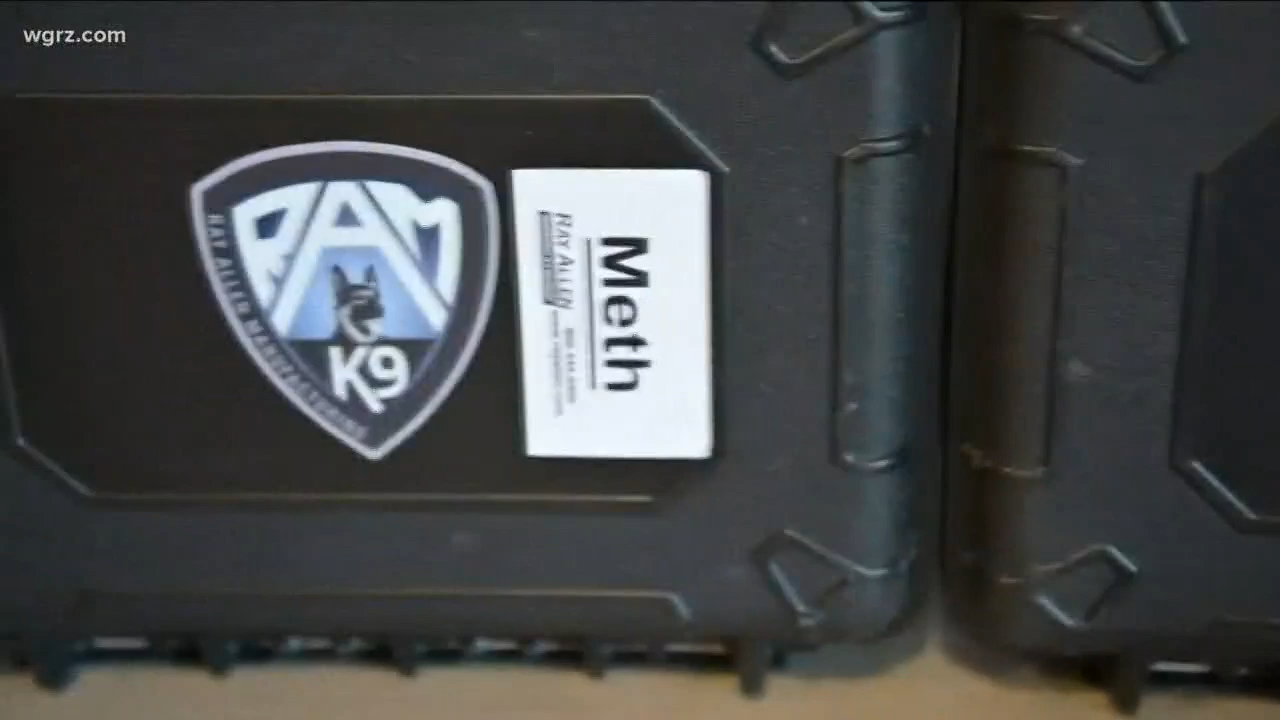 wgrz.com
RAM
RAY ALLEN MANUFACTURING
K9
Meth
RAY ALLEN